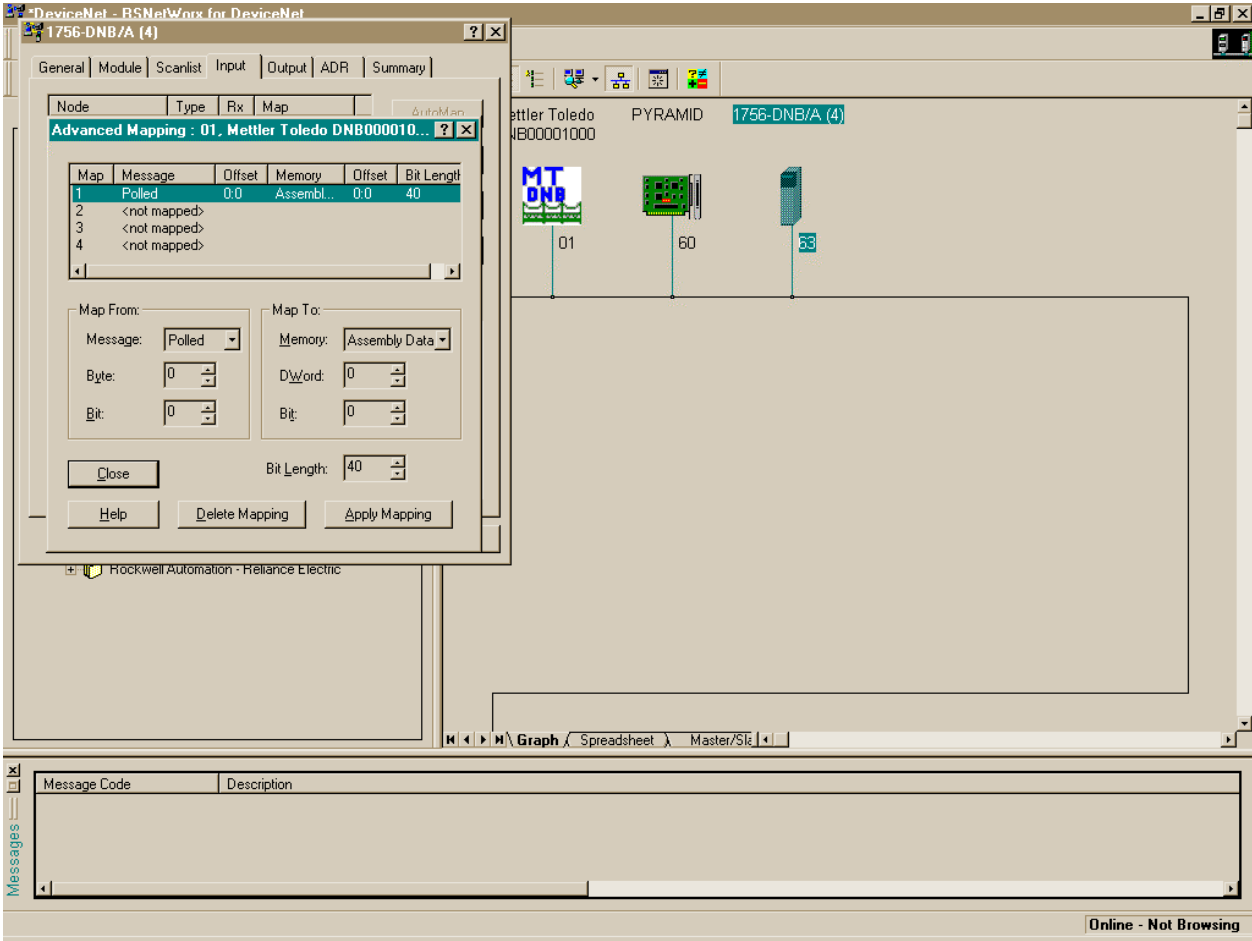 *DeviceNet - RSNetWorx for DeviceNet
1756-DNB/A (4)
General Module Scanlist Input Output ADR Summary
Node Type Rx Map
AutoMap
Advanced Mapping : 01, Mettler Toledo DNB000010...
Map Message Offset Memory Offset Bit Length
1 Polled 0:0 Assembl... 0:0 40
2 <not mapped>
3 <not mapped>
4 <not mapped>
Map From:
Message: Polled
Byte: 0
Bit: 0
Map To:
Memory: Assembly Data
DWord: 0
Bit: 0
Close
Bit Length: 40
Help Delete Mapping Apply Mapping
Rockwell Automation - Reliance Electric
ettler Toledo
NB00001000
PYRAMID
1756-DNB/A (4)
MT
DNB
01
60
63
Graph Spreadsheet Master/Sla
Message Code Description
Messages
Online - Not Browsing